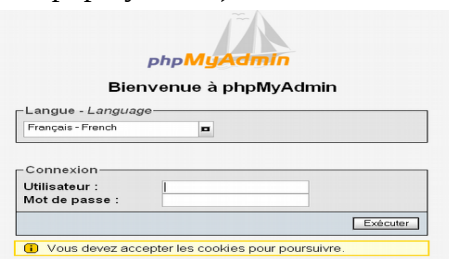 phpMyAdmin
Bienvenue à phpMyAdmin
Langue - Language
Français - French
Connexion
Utilisateur :
Mot de passe :
Exécuter
Vous devez accepter les cookies pour poursuivre.